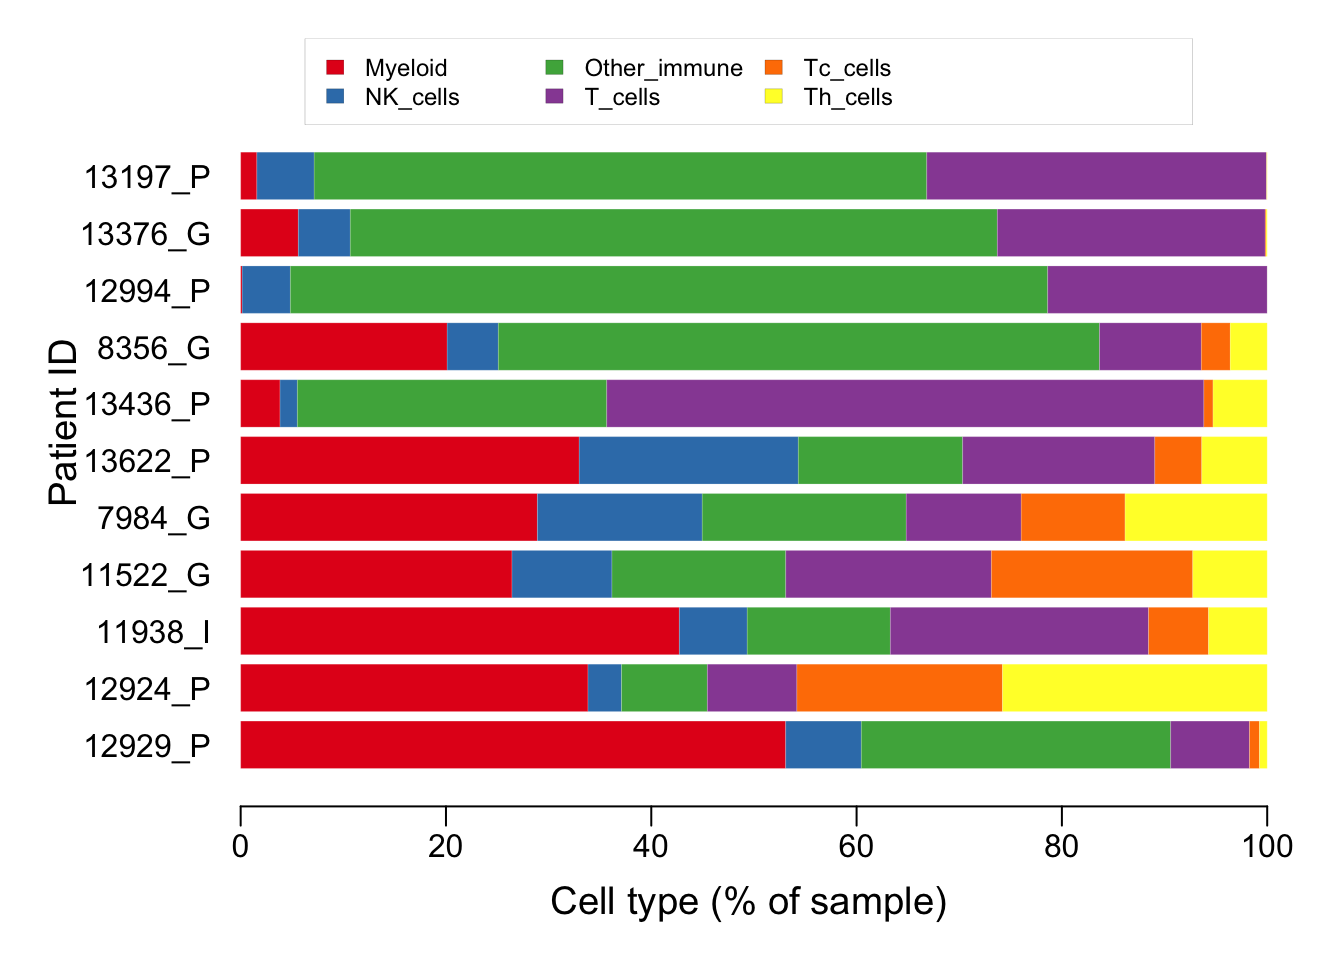 Myeloid Other_immune Tc_cells
NK_cells T_cells Th_cells
Patient ID
13197_P
13376_G
12994_P
8356_G
13436_P
13622_P
7984_G
11522_G
11938_I
12924_P
12929_P
0 20 40 60 80 100
Cell type (% of sample)